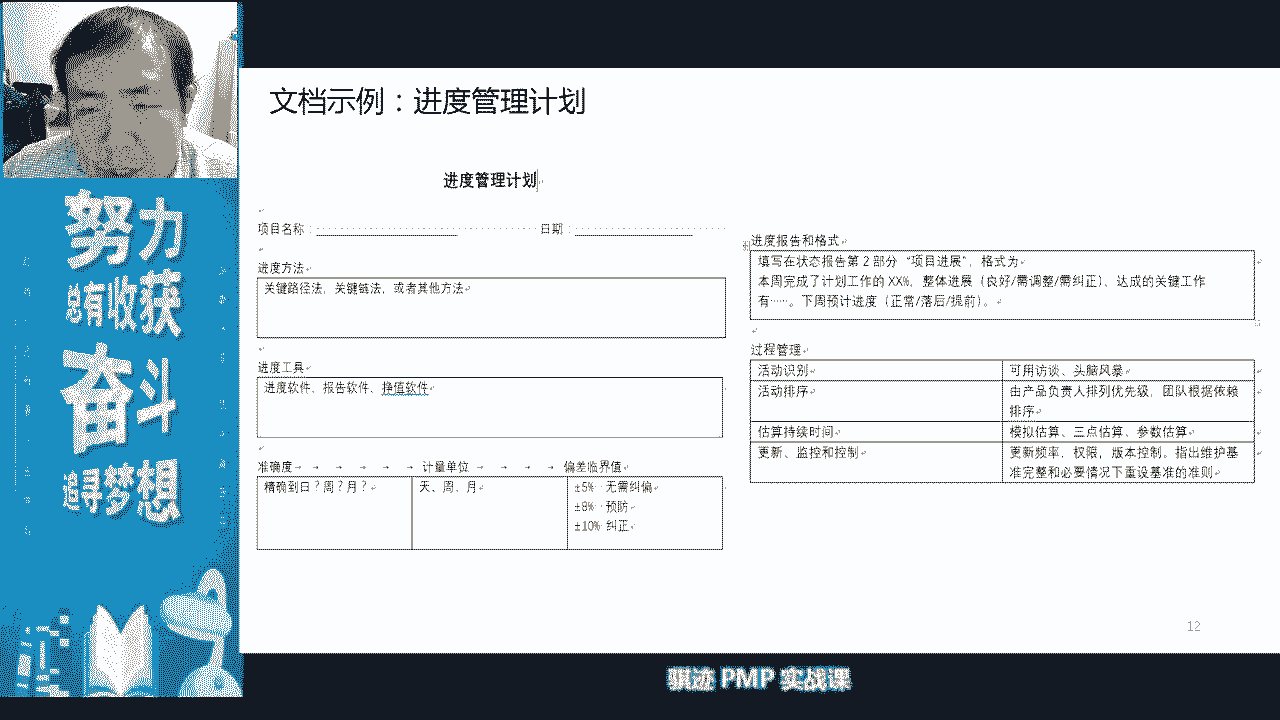 文档示例：进度管理计划
努力
总有收获
奋斗
追寻梦想
进度管理计划
项目名称： 日期：
进度方法
关键路径法，关键链法，或者其他方法
进度工具
进度软件、报告软件、挣值软件
准确度 计量单位 偏差临界值
精确到日？周？月？ 天、周、月 ±5% 无需纠偏
±8% 预防
±10% 纠正
进度报告和格式
填写在状态报告第 2 部分 “项目进展”，格式为
本周完成了计划工作的 XX%，整体进展（良好/需调整/需纠正）、达成的关键工作
有……。下周预计进度（正常/落后/提前）。
过程管理
活动识别 可用访谈、头脑风暴
活动排序 由产品负责人排列优先级，团队根据依赖
排序
估算持续时间 模拟估算、三点估算、参数估算
更新、监控和控制 更新频率，权限，版本控制。指出维护基
准完整和必要情况下重设基准的准则
12
骐迹 PMP 实战课